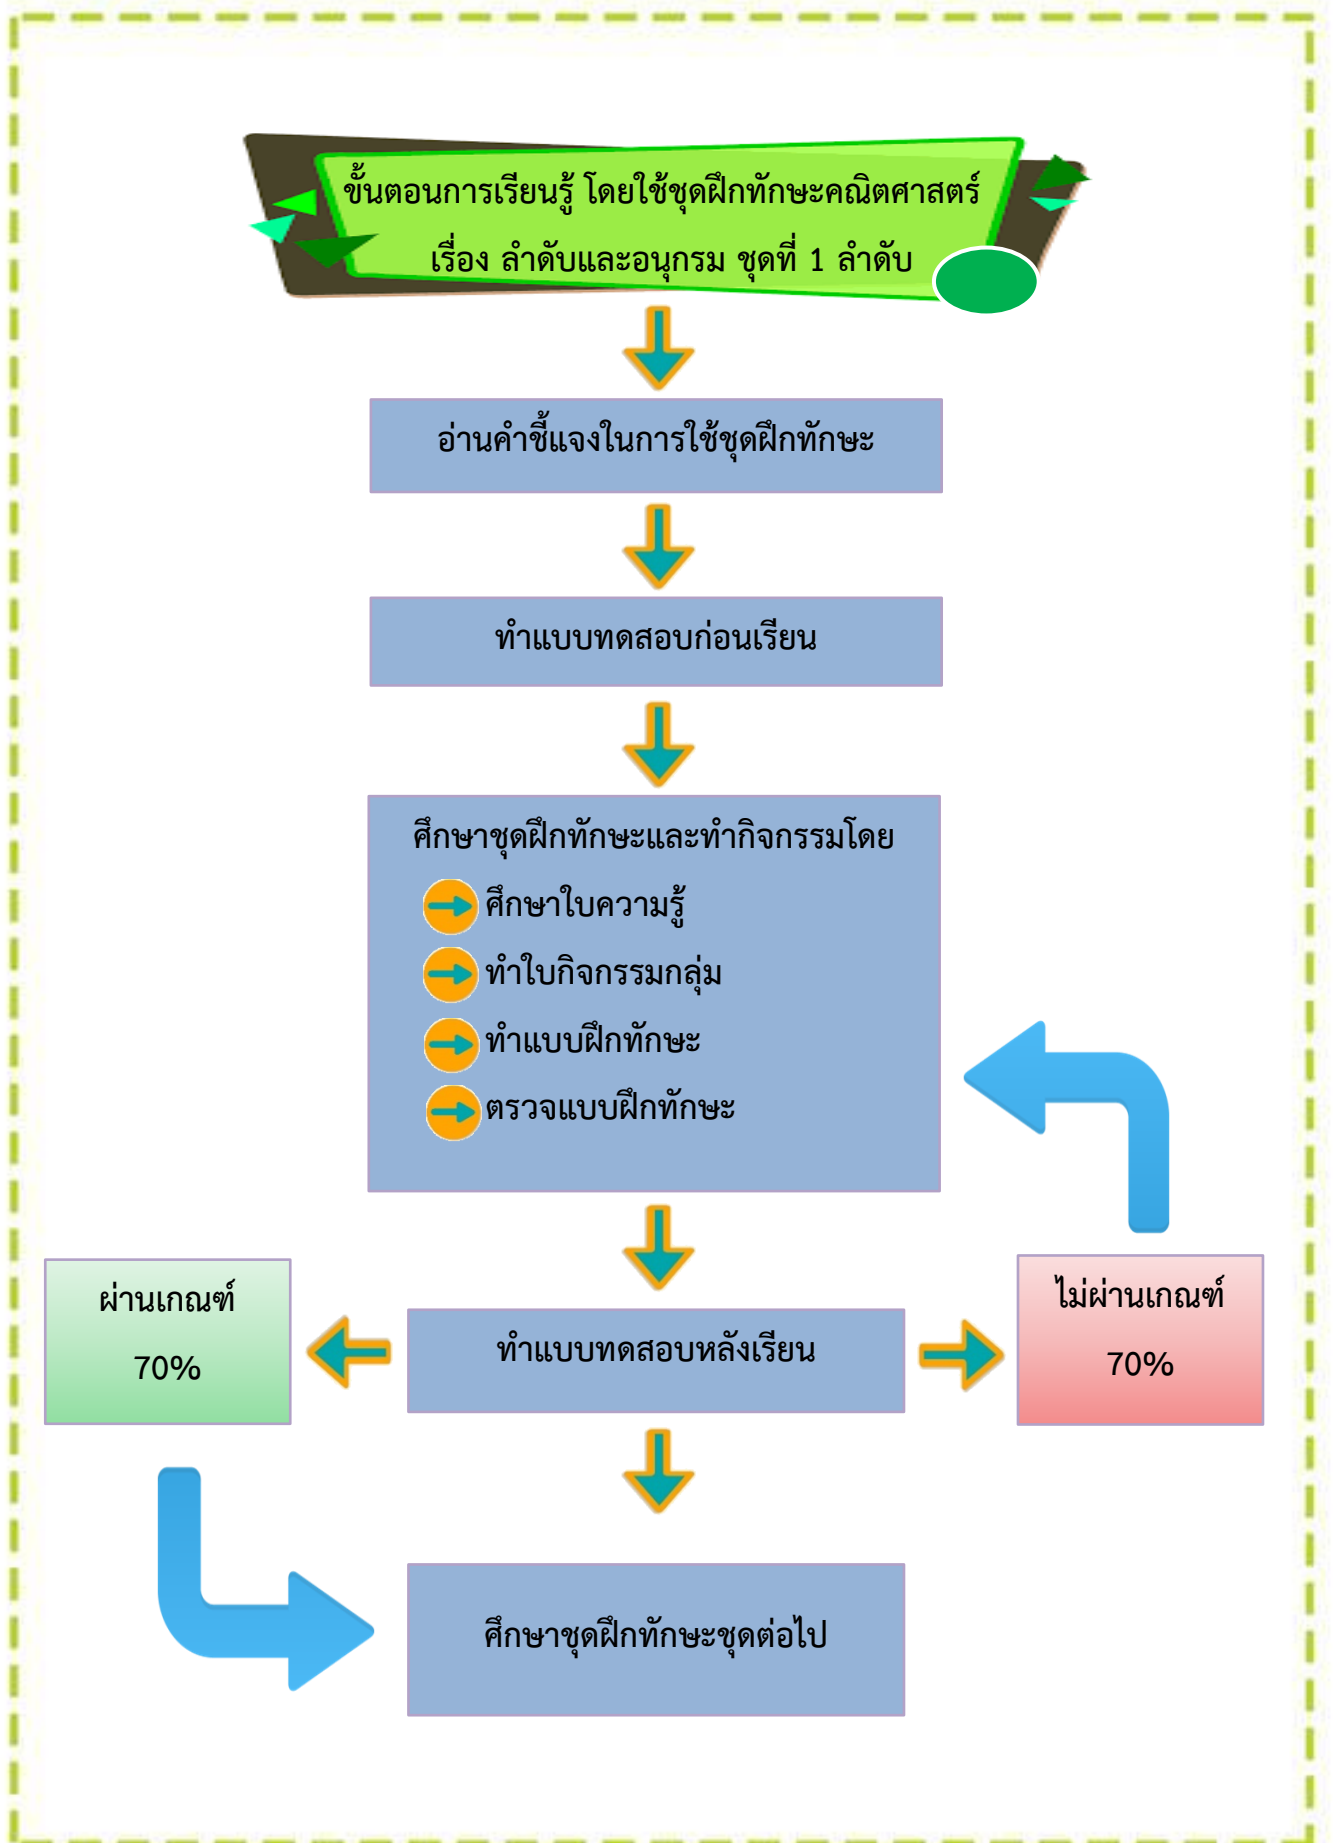 ขั้นตอนการเรียนรู้ โดยใช้ชุดฝึกทักษะคณิตศาสตร์
เรื่อง ลำดับและอนุกรม ชุดที่ 1 ลำดับ
อ่านคำชี้แจงในการใช้ชุดฝึกทักษะ
ทำแบบทดสอบก่อนเรียน
ศึกษาชุดฝึกทักษะและทำกิจกรรมโดย
ศึกษาใบความรู้
ทำใบกิจกรรมกลุ่ม
ทำแบบฝึกทักษะ
ตรวจแบบฝึกทักษะ
ผ่านเกณฑ์
70%
ทำแบบทดสอบหลังเรียน
ไม่ผ่านเกณฑ์
70%
ศึกษาชุดฝึกทักษะชุดต่อไป